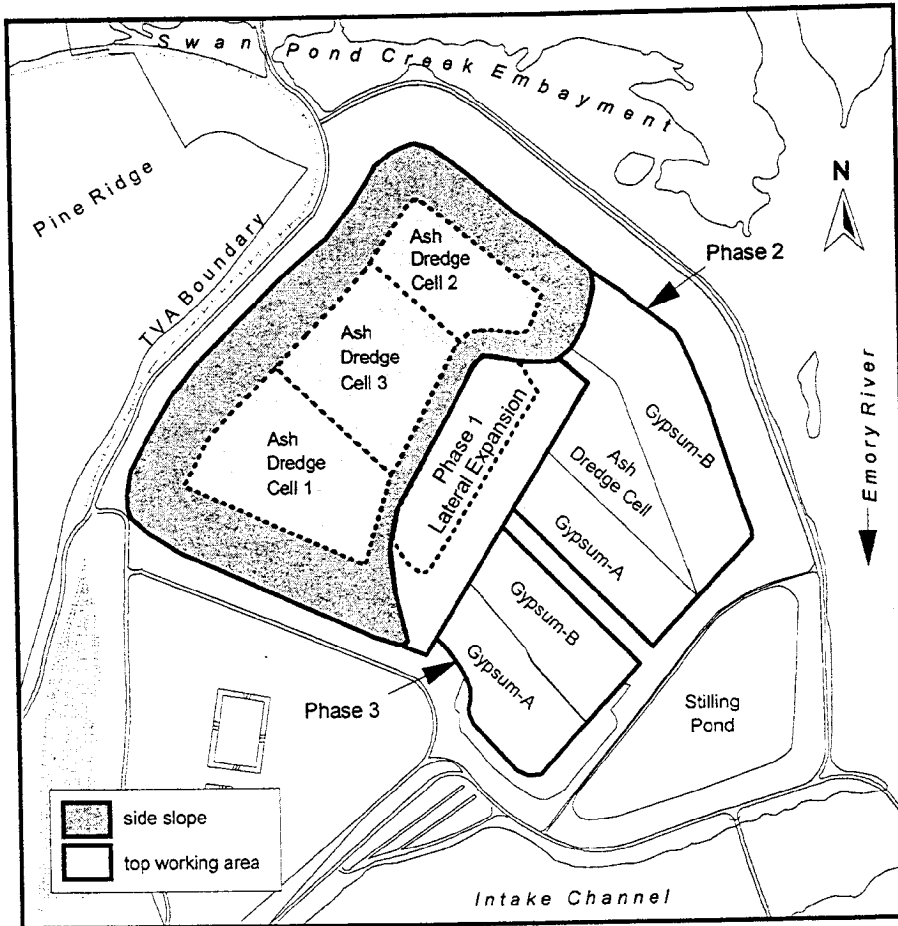 Swan Pond Creek Embayment
Pine Ridge
TVA Boundary
N
Ash
Dredge
Cell 2
Phase 2
Ash
Dredge
Cell 3
Emory River
Ash
Dredge
Cell 1
Phase 1
Lateral Expansion
Gypsum-B
Ash
Dredge Cell
Gypsum-A
Gypsum-B
Gypsum-A
Phase 3
Stilling
Pond
side slope
top working area
Intake Channel